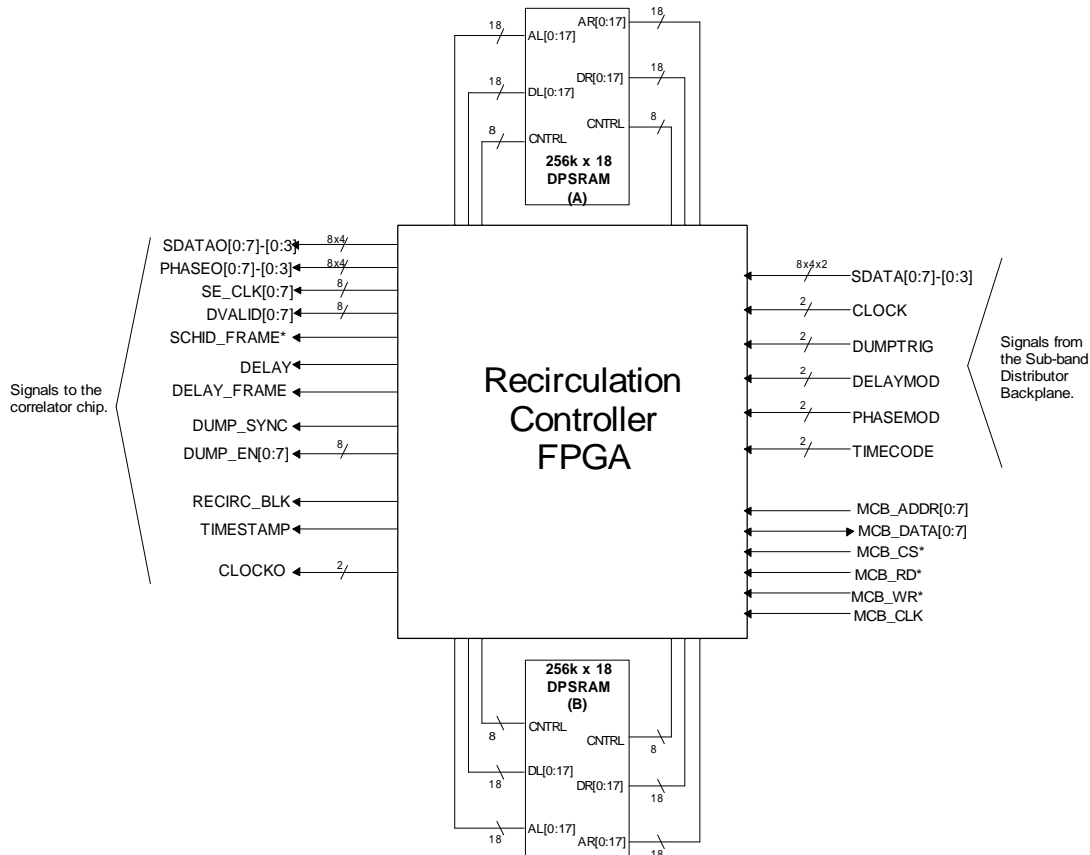 18
AL[0:17]
AR[0:17]
18
18
DL[0:17]
DR[0:17]
18
8
CNTRL
CNTRL
8
256k x 18
DPSRAM
(A)
SDATAO[0:7]-[0:3]
8x4
PHASEO[0:7]-[0:3]
8x4
SE_CLK[0:7]
8
DVALID[0:7]
8
SCHID_FRAME*
DELAY
DELAY_FRAME
DUMP_SYNC
DUMP_EN[0:7]
8
RECIRC_BLK
TIMESTAMP
CLOCKO
2
Signals to the
correlator chip.
Recirculation
Controller
FPGA
8x4x2
SDATA[0:7]-[0:3]
2
CLOCK
2
DUMPTRIG
2
DELAYMOD
2
PHASEMOD
2
TIMECODE
Signals from
the Sub-band
Distributor
Backplane.
MCB_ADDR[0:7]
MCB_DATA[0:7]
MCB_CS*
MCB_RD*
MCB_WR*
MCB_CLK
256k x 18
DPSRAM
(B)
8
CNTRL
CNTRL
8
18
DL[0:17]
DR[0:17]
18
18
AL[0:17]
AR[0:17]
18